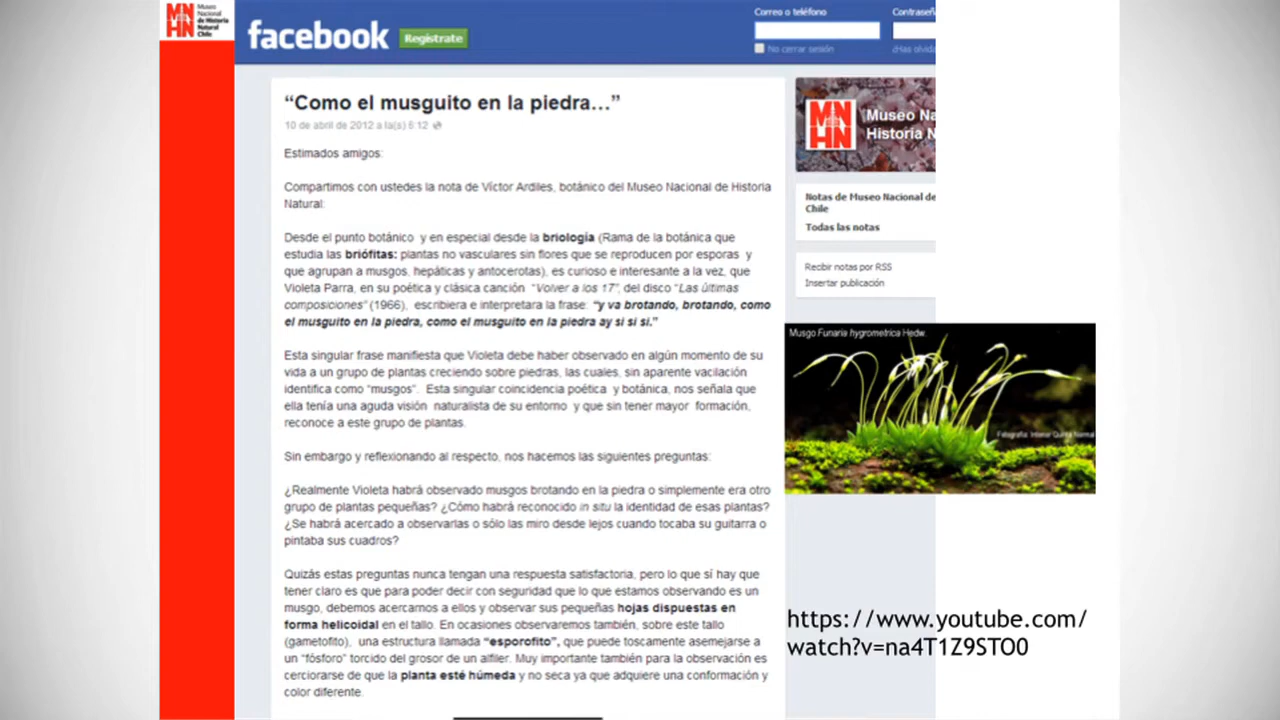 Museo
Nacional
de Historia
Natural
Chile
MN
HN
facebook
Regístrate
Correo o teléfono
No cerrar sesión
Contraseñ
¿Has olvida
“Como el musguito en la piedra…”
10 de abril de 2012 a la(s) 6:12
Estimados amigos:
Compartimos con ustedes la nota de Víctor Ardiles, botánico del Museo Nacional de Historia
Natural:
Desde el punto botánico y en especial desde la briología (Rama de la botánica que
estudia las briófitas: plantas no vasculares sin flores que se reproducen por esporas y
que agrupan a musgos, hepáticas y antocerotas), es curioso e interesante a la vez, que
Violeta Parra, en su poética y clásica canción “Volver a los 17”, del disco “Las últimas
composiciones” (1966), escribiera e interpretara la frase: “y va brotando, brotando, como
el musguito en la piedra, como el musguito en la piedra ay si si si.”
Esta singular frase manifiesta que Violeta debe haber observado en algún momento de su
vida a un grupo de plantas creciendo sobre piedras, las cuales, sin aparente vacilación
identifica como “musgos”. Esta singular coincidencia poética y botánica, nos señala que
ella tenía una aguda visión naturalista de su entorno y que sin tener mayor formación,
reconoce a este grupo de plantas.
Sin embargo y reflexionando al respecto, nos hacemos las siguientes preguntas:
¿Realmente Violeta habrá observado musgos brotando en la piedra o simplemente era otro
grupo de plantas pequeñas? ¿Cómo habrá reconocido in situ la identidad de esas plantas?
¿Se habrá acercado a observarlas o sólo las miro desde lejos cuando tocaba su guitarra o
pintaba sus cuadros?
Quizás estas preguntas nunca tengan una respuesta satisfactoria, pero lo que sí hay que
tener claro es que para poder decir con seguridad que lo que estamos observando es un
musgo, debemos acercarnos a ellos y observar sus pequeñas hojas dispuestas en
forma helicoidal en el tallo. En ocasiones observaremos también, sobre este tallo
(gametofito), una estructura llamada “esporofito”, que puede toscamente asemejarse a
un “fósforo” torcido del grosor de un alfiler. Muy importante también para la observación es
cerciorarse de que la planta esté húmeda y no seca ya que adquiere una conformación y
color diferente.
MN
HN
Museo Na
Historia N
Notas de Museo Nacional de
Chile
Todas las notas
Recibir notas por RSS
Insertar publicación
Musgo Funaria hygrometrica Hedw.
Fotografía: Interior Quinta Normal
https://www.youtube.com/
watch?v=na4T1Z9STO0